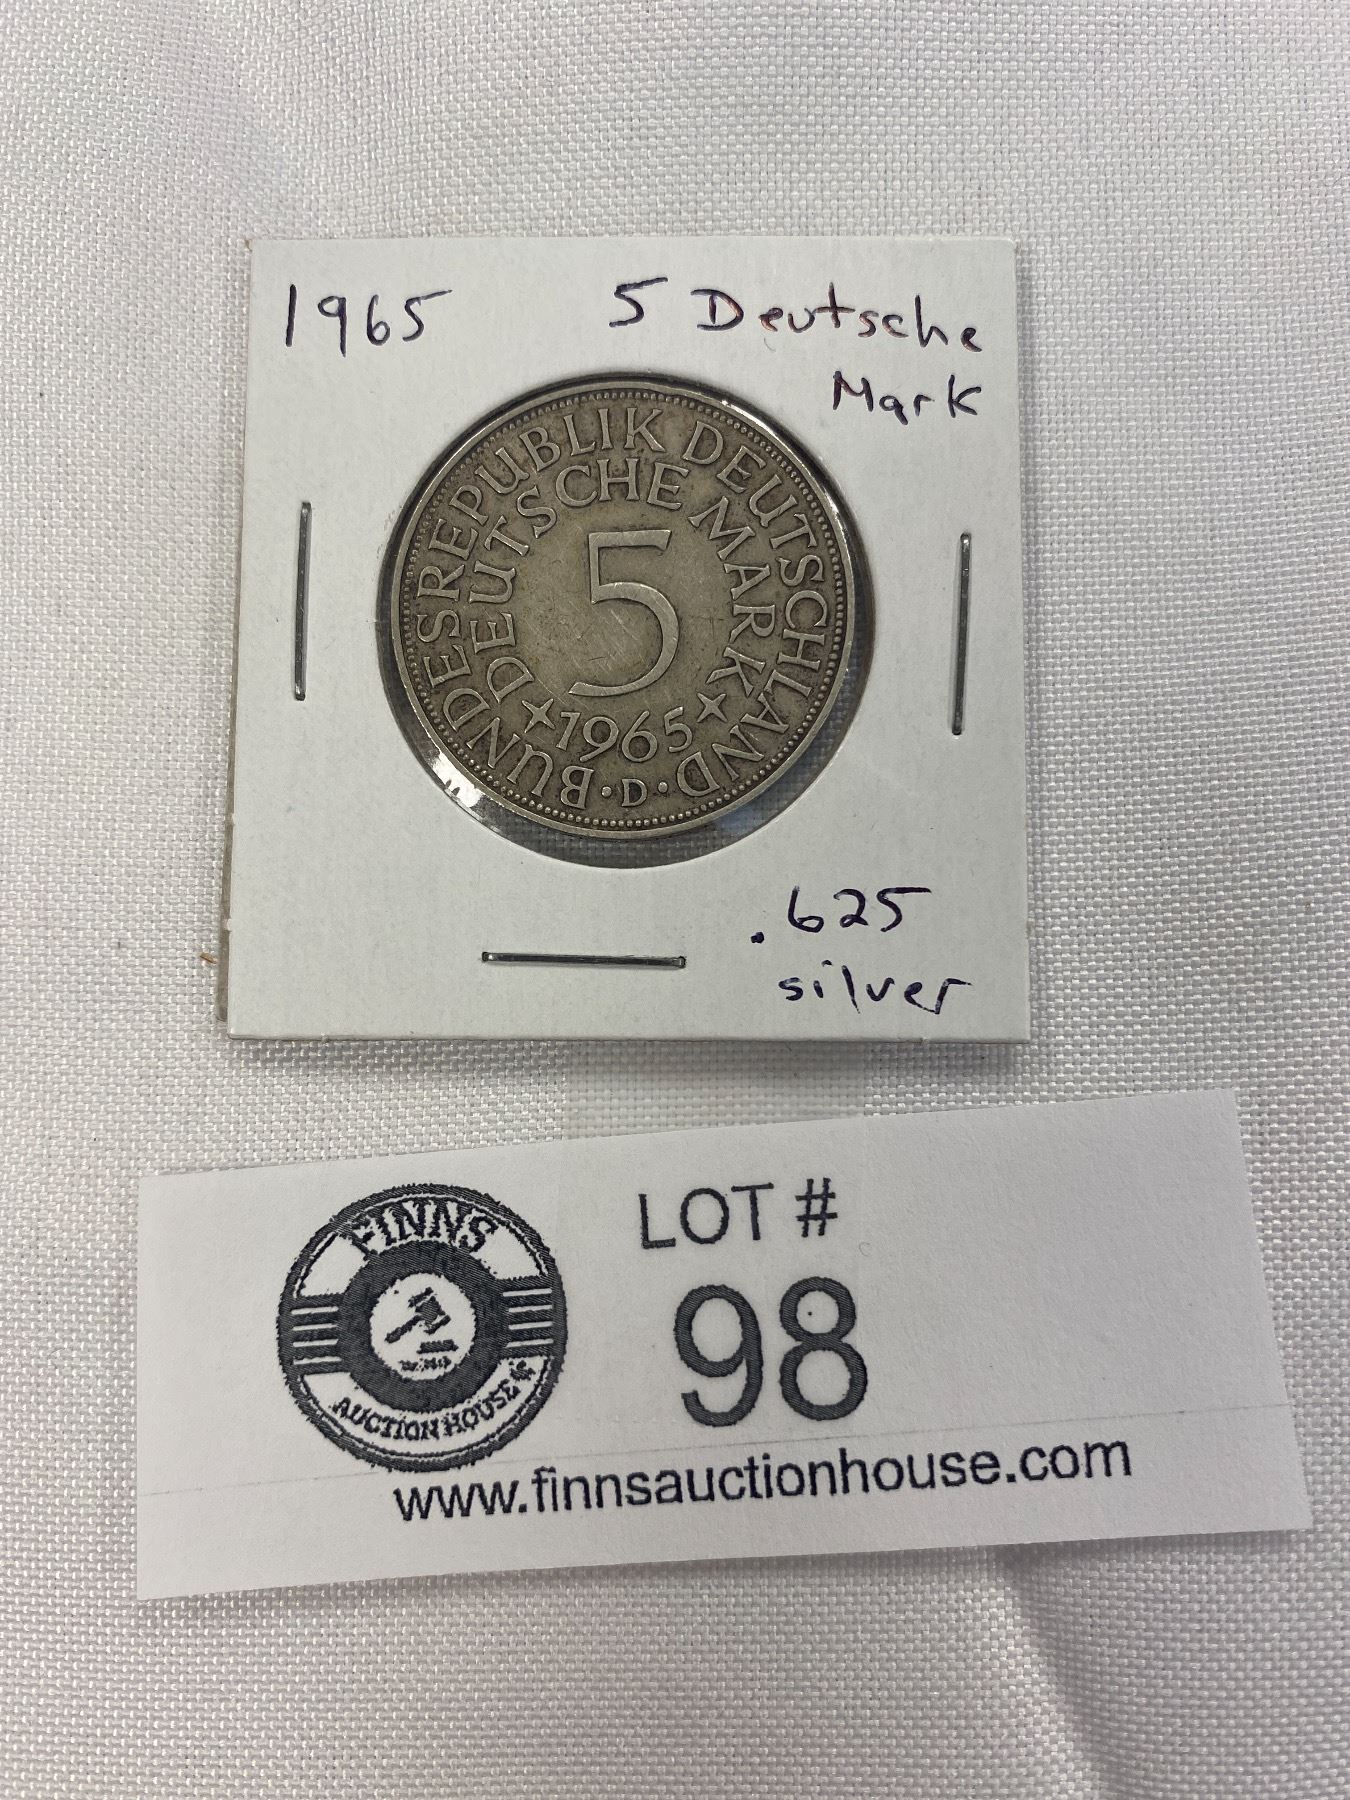 1965 5 Deutsche
Mark
BUNDESREPUBLIK DEUTSCHLAND
DEUTSCHE MARK
5
1965
· D ·
.625
silver
FINNS
AUCTION HOUSE
LOT #
98
www.finnsauctionhouse.com